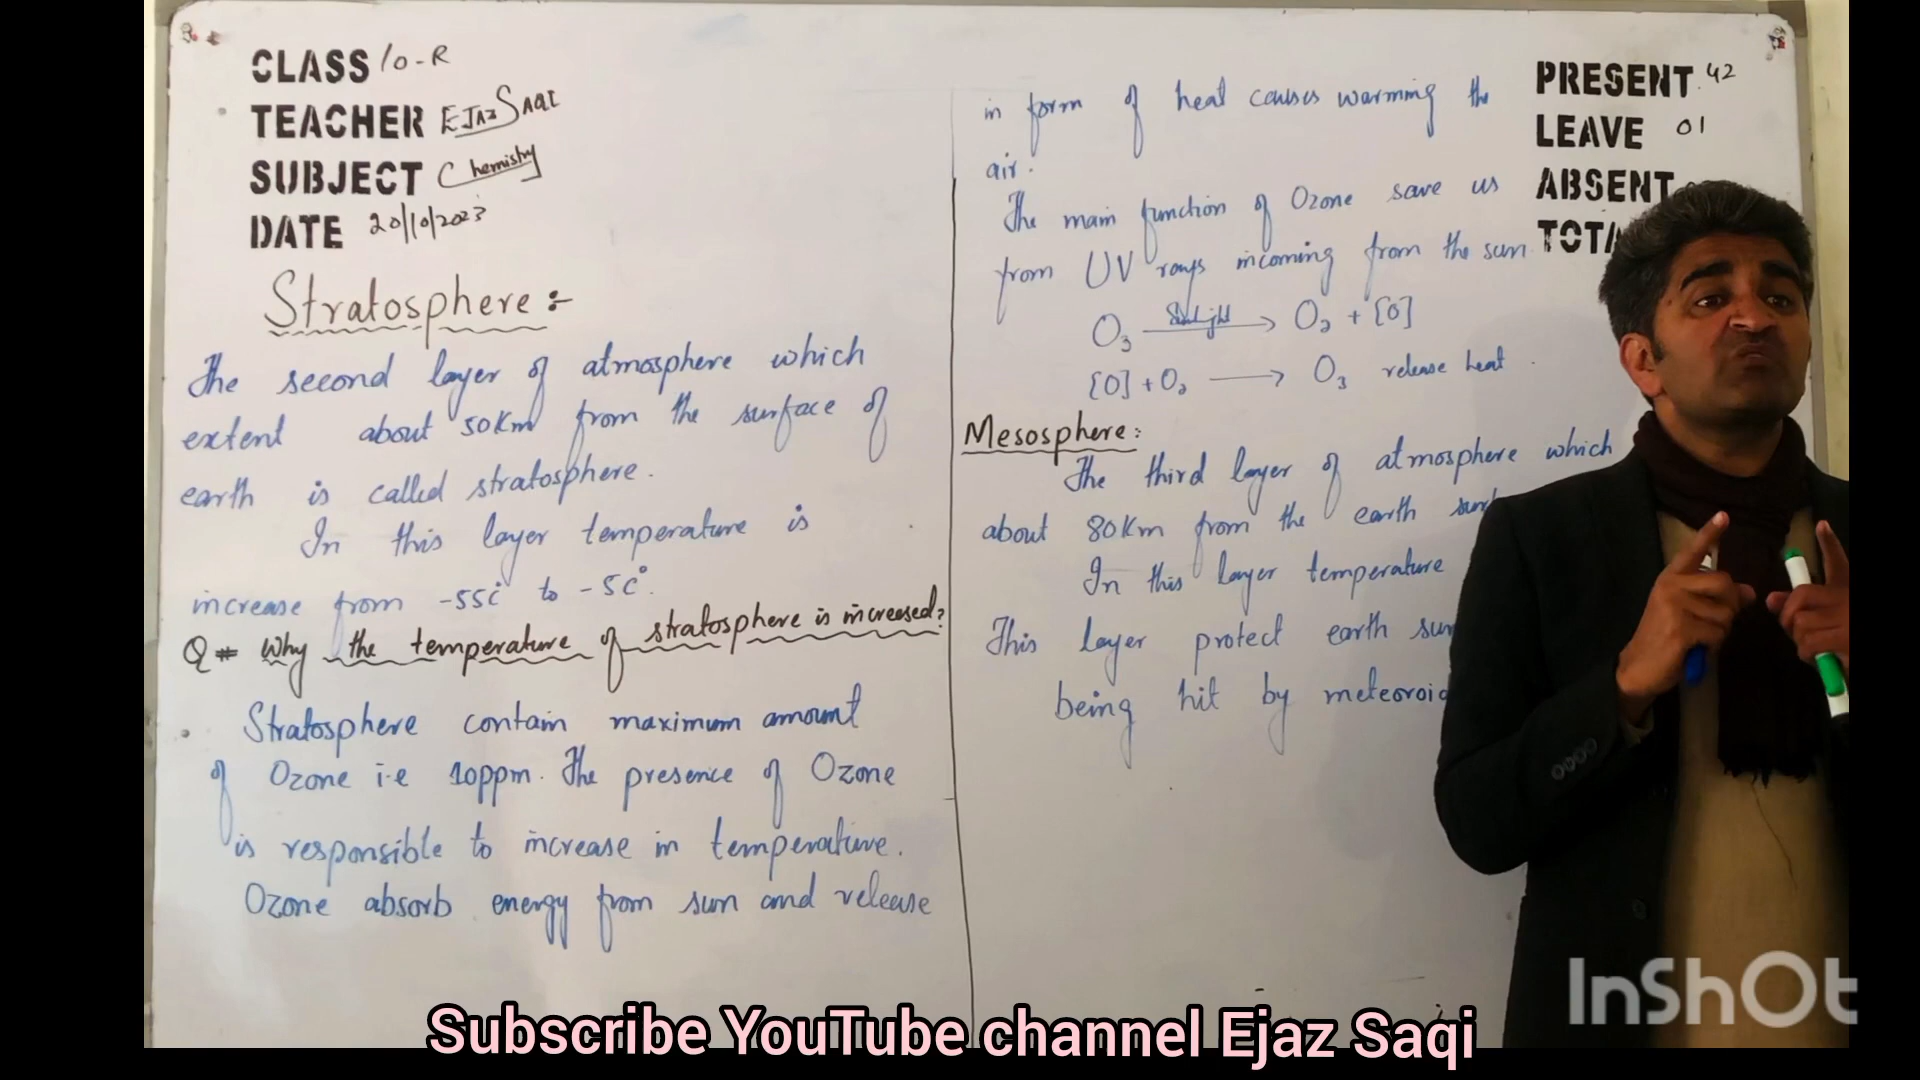 CLASS 10-R
TEACHER EJAZ SAQI
SUBJECT Chemistry
DATE 20/10/2023
Stratosphere :-
The second layer of atmosphere which
extent about 50Km from the surface of
earth is called stratosphere.
In this layer temperature is
increase from -55C° to -5C°.
Q # Why the temperature of stratosphere is increased?
Stratosphere contain maximum amount
of Ozone i-e 10ppm. The presence of Ozone
is responsible to increase in temperature.
Ozone absorb energy from sun and release
in form of heat causes warming the
air.
The main function of Ozone save us
from UV rays incoming from the sun
O₃ Sunlight → O₂ + [O]
[O] + O₂ → O₃ release heat.
Mesosphere:
The third layer of atmosphere which
about 80Km from the earth
In this layer temperature
This layer protect earth
being hit by
PRESENT 42
LEAVE 01
ABSENT
InShOt
Subscribe YouTube channel Ejaz Saqi